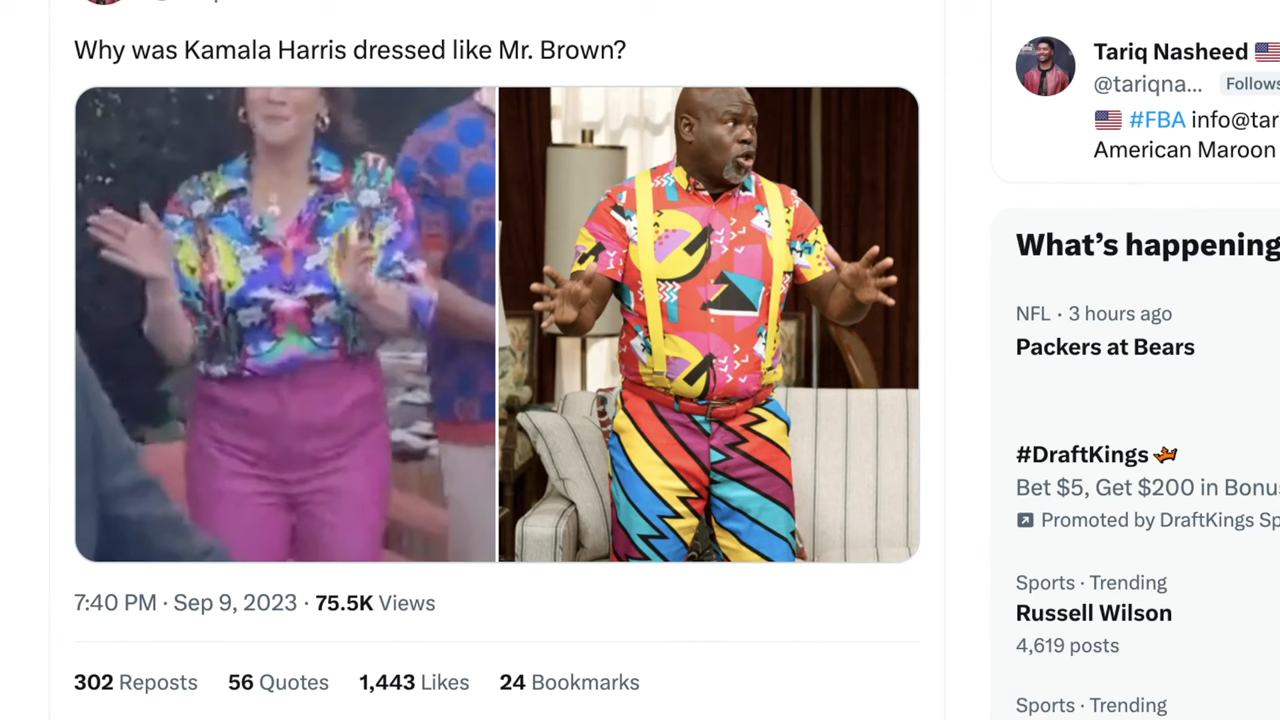 Why was Kamala Harris dressed like Mr. Brown?
7:40 PM · Sep 9, 2023 · 75.5K Views
302 Reposts 56 Quotes 1,443 Likes 24 Bookmarks
Tariq Nasheed 🇺🇸
@tariqna... Follows
🇺🇸 #FBA info@tar
American Maroon
What’s happening
NFL · 3 hours ago
Packers at Bears
#DraftKings
Bet $5, Get $200 in Bonu
Promoted by DraftKings Sp
Sports · Trending
Russell Wilson
4,619 posts
Sports · Trending